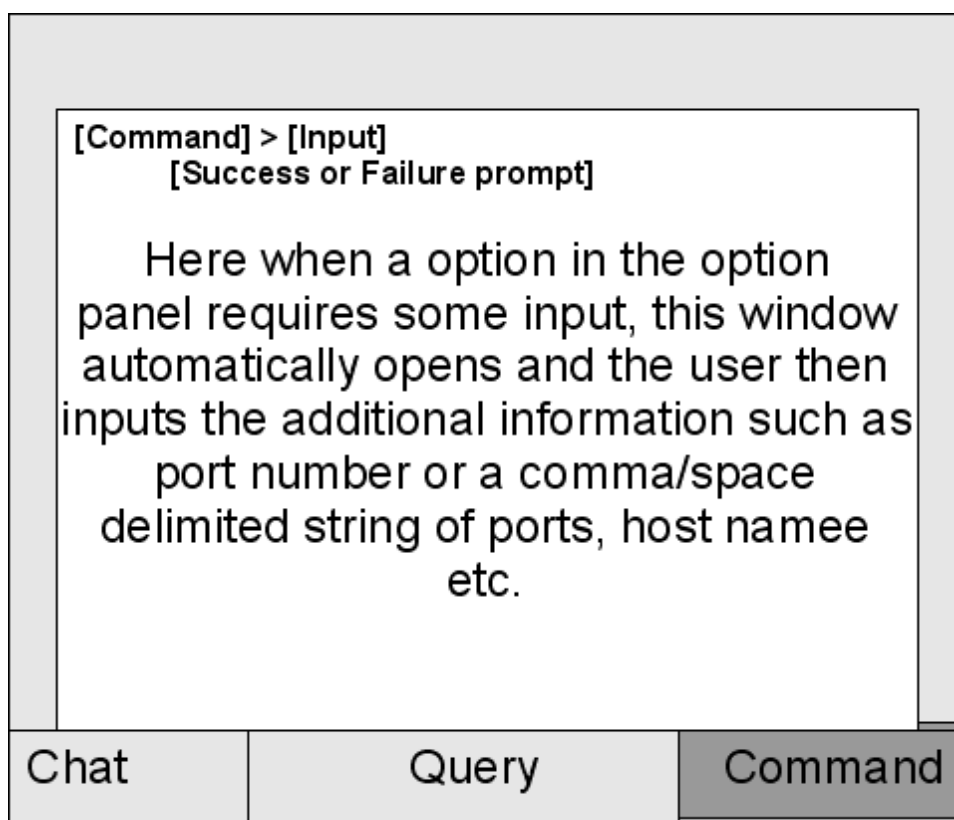 [Command] > [Input]
[Success or Failure prompt]
Here when a option in the option
panel requires some input, this window
automatically opens and the user then
inputs the additional information such as
port number or a comma/space
delimited string of ports, host namee
etc.
Chat Query Command